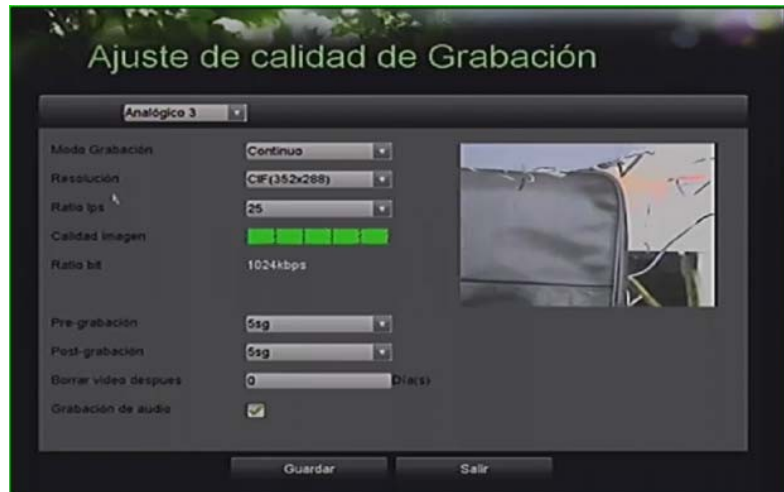 Ajuste de calidad de Grabación
Analógico 3
Modo Grabación Continuo
Resolución CIF(352x288)
Ratio Ips 25
Calidad imagen
Ratio bit 1024kbps
Pre-grabación 5sg
Post-grabación 5sg
Borrar video despues 0 Día(s)
Grabación de audio
Guardar Salir